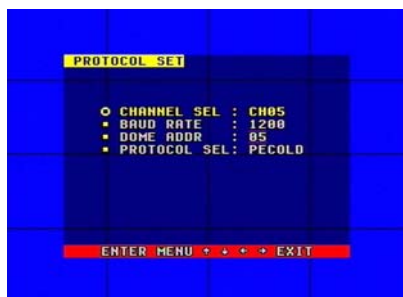 PROTOCOL SET
CHANNEL SEL : CH05
BAUD RATE : 1200
DOME ADDR : 05
PROTOCOL SEL: PECOLD
ENTER MENU ↑ ↓ ← → EXIT